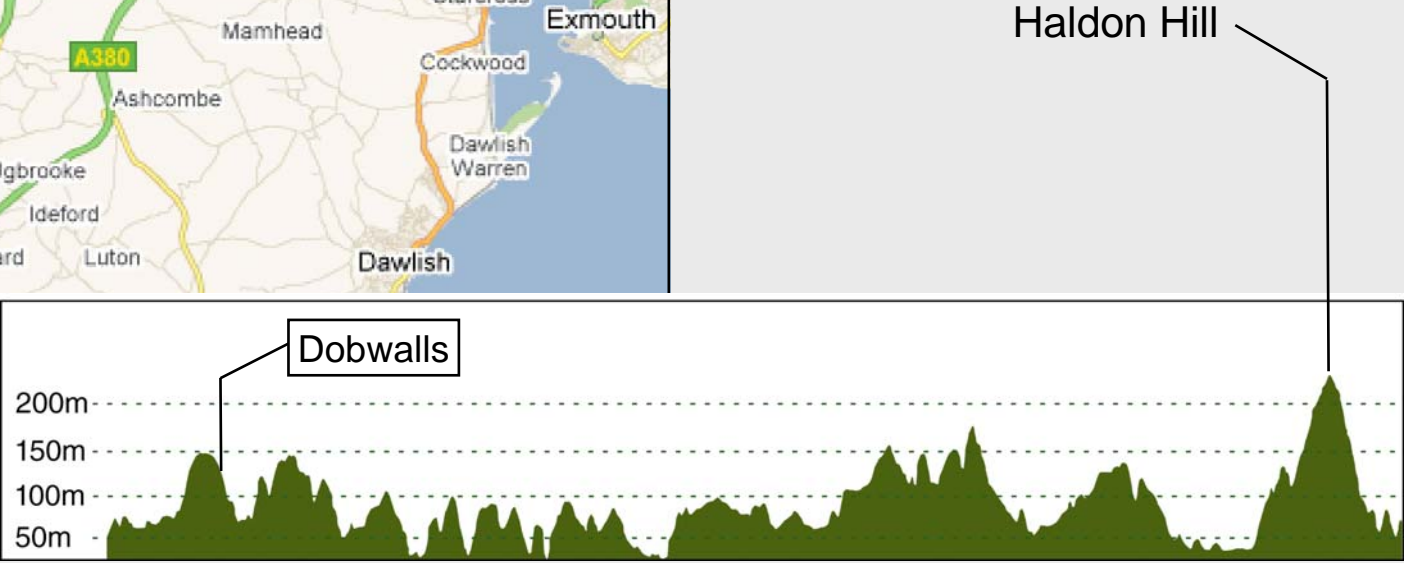 Exmouth
Haldon Hill
Mamhead
A380
Cockwood
Ashcombe
Dawlish
Warren
Ideford
Luton
Dawlish
Dobwalls
200m
150m
100m
50m